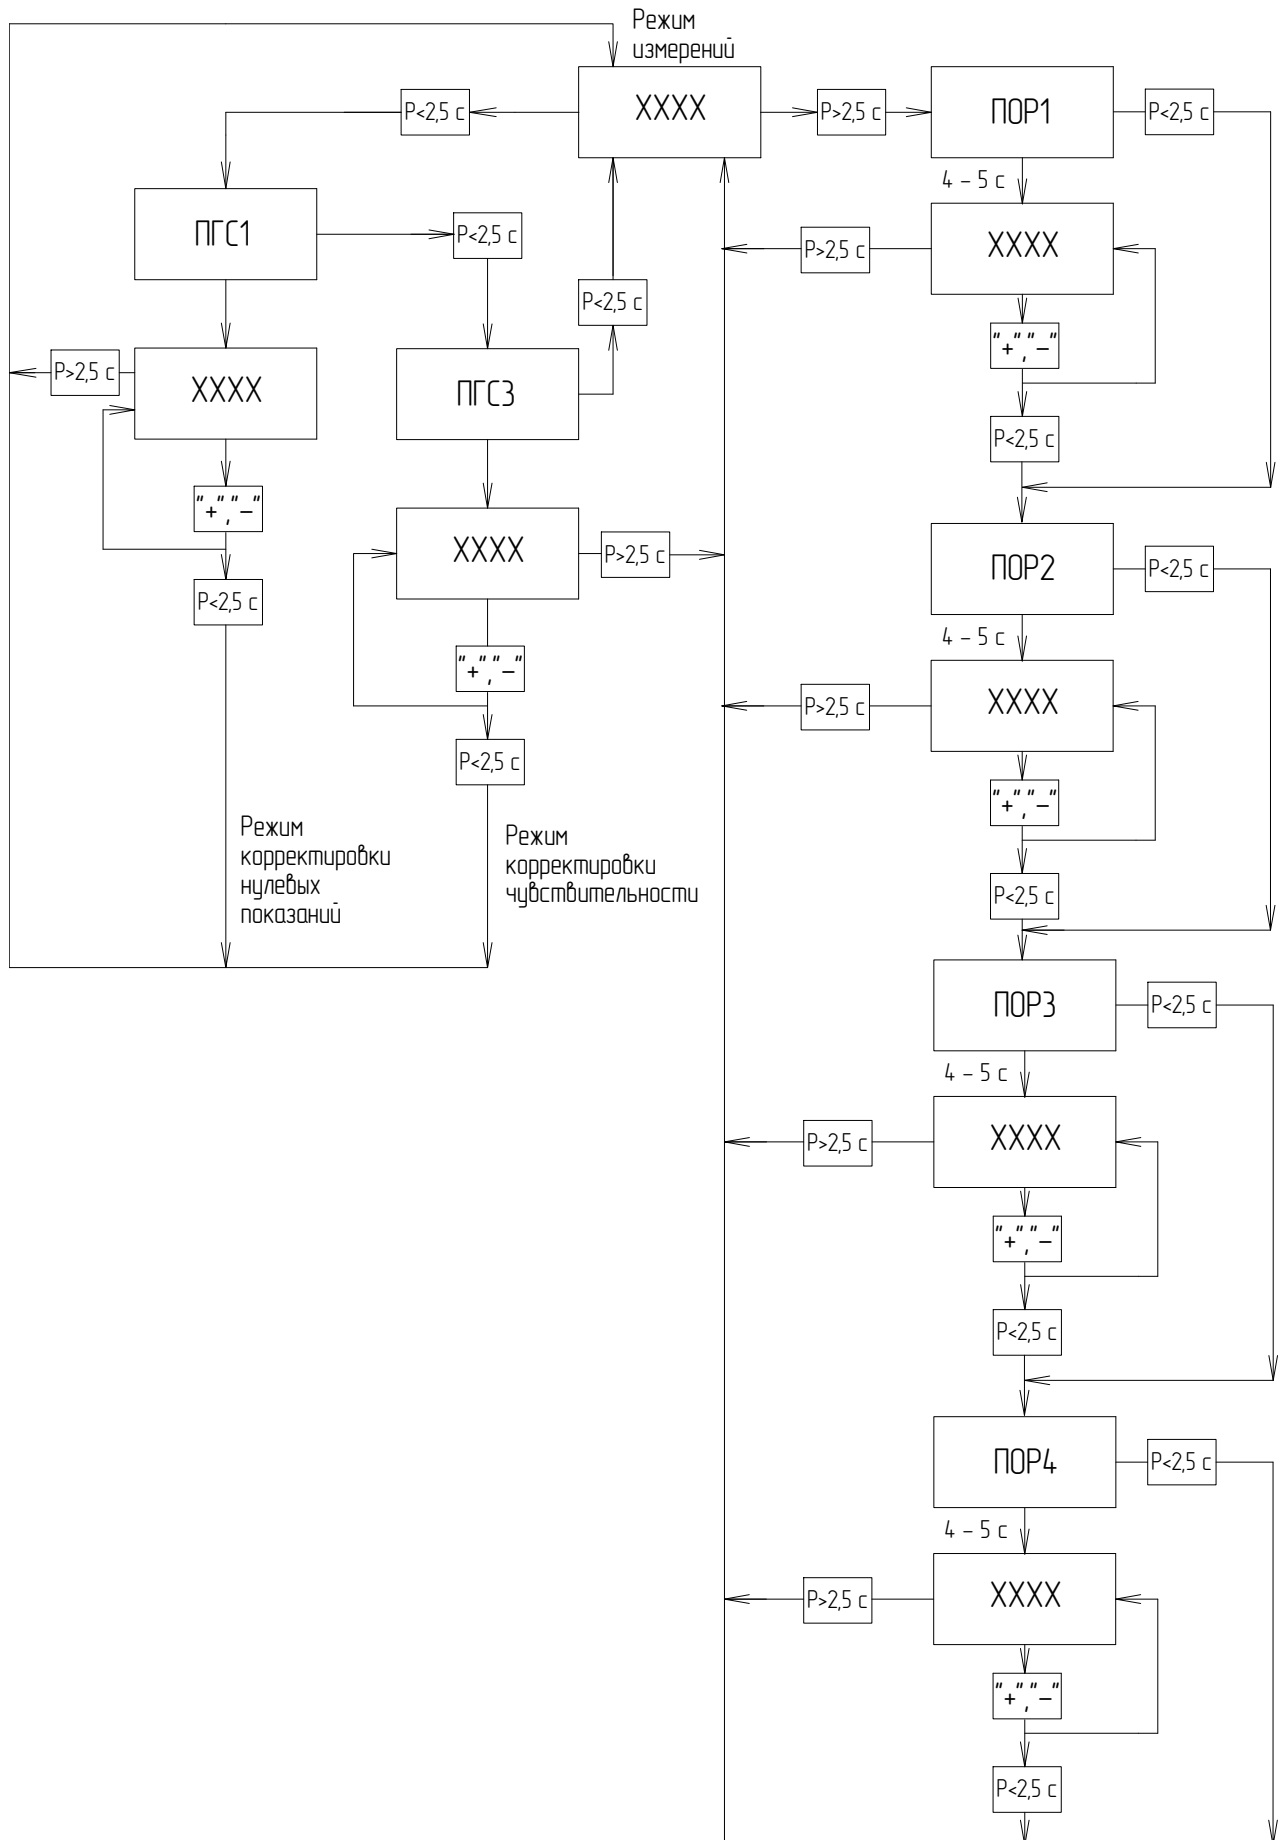 Режим
измерений
P<2,5 с
XXXX
P>2,5 с
ПОР1
P<2,5 с
4 – 5 с
ПГС1
P<2,5 с
P>2,5 с
XXXX
P<2,5 с
"+","–"
P>2,5 с
XXXX
ПГС3
P<2,5 с
"+","–"
XXXX
P>2,5 с
ПОР2
P<2,5 с
P<2,5 с
4 – 5 с
"+","–"
P>2,5 с
XXXX
P<2,5 с
"+","–"
Режим
корректировки
нулевых
показаний
Режим
корректировки
чувствительности
P<2,5 с
ПОР3
P<2,5 с
4 – 5 с
P>2,5 с
XXXX
"+","–"
P<2,5 с
ПОР4
P<2,5 с
4 – 5 с
P>2,5 с
XXXX
"+","–"
P<2,5 с